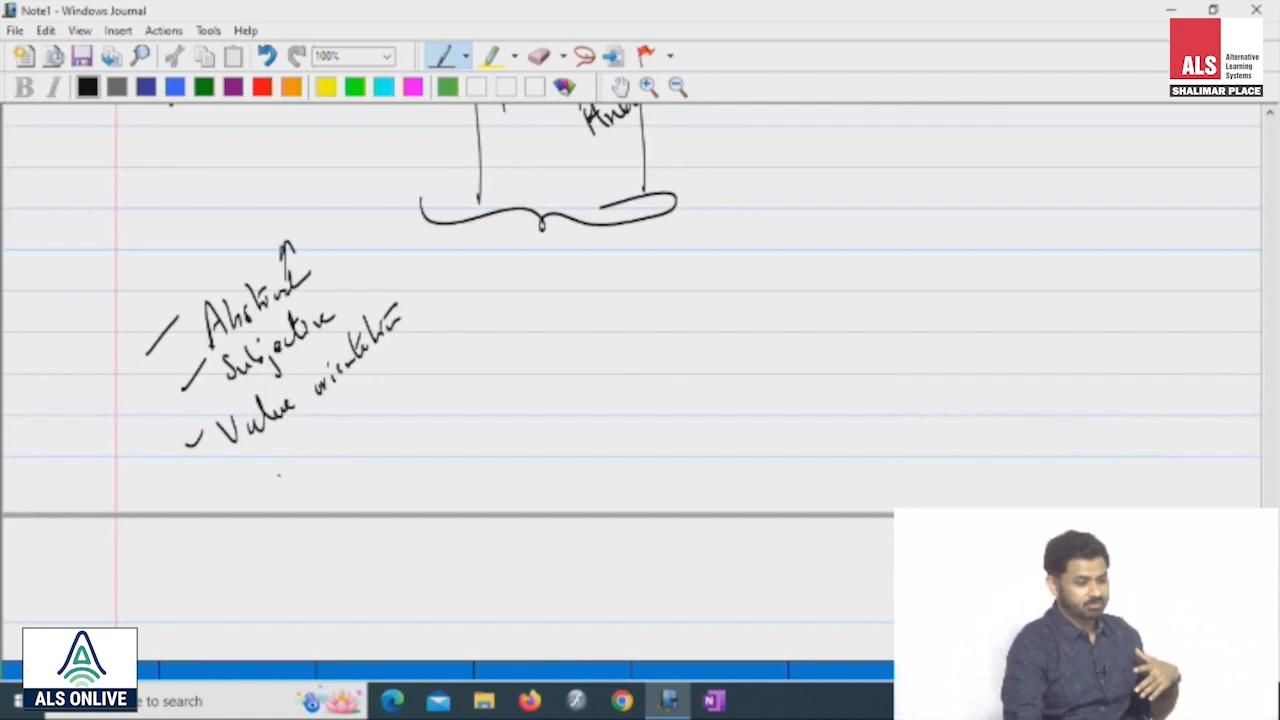 Note1 - Windows Journal
File Edit View Insert Actions Tools Help
100%
B I
ALS Alternative Learning Systems
SHALIMAR PLACE
Abstract
Subjective
Value orientation
ALS ONLIVE
e to search